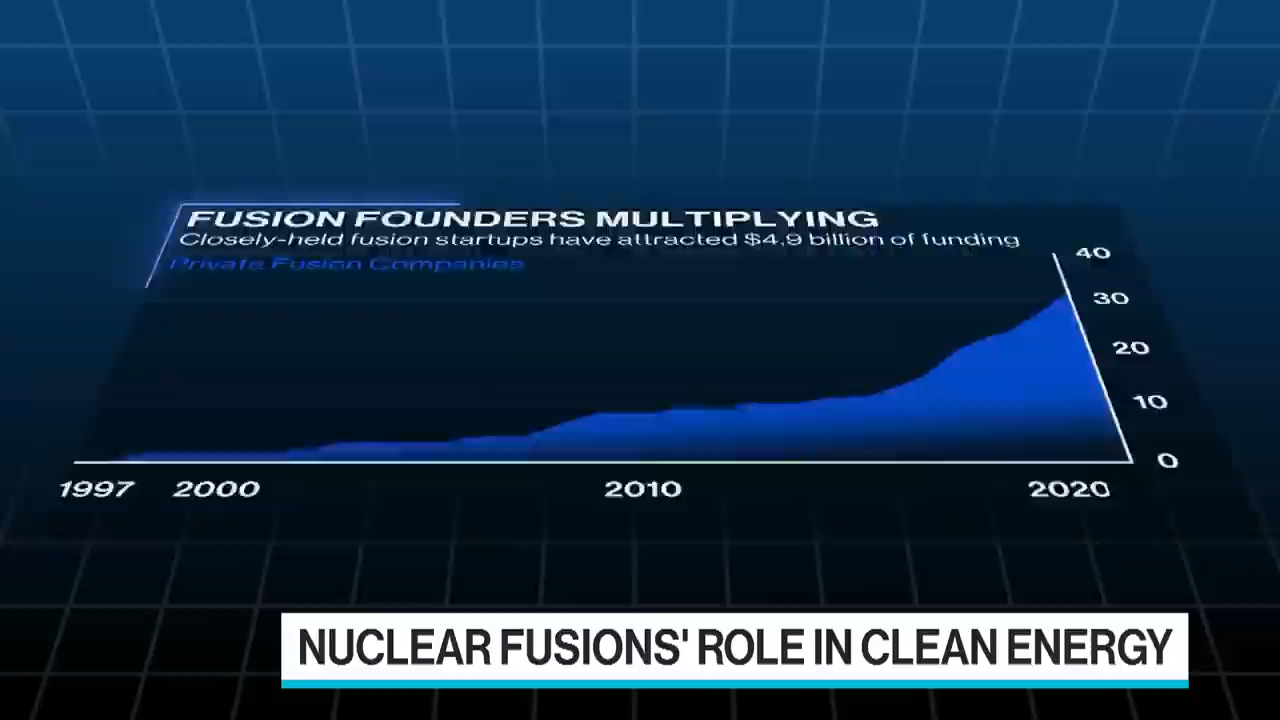 FUSION FOUNDERS MULTIPLYING
Closely-held fusion startups have attracted $4.9 billion of funding
Private Fusion Companies
40
30
20
10
0
1997 2000 2010 2020
NUCLEAR FUSIONS' ROLE IN CLEAN ENERGY